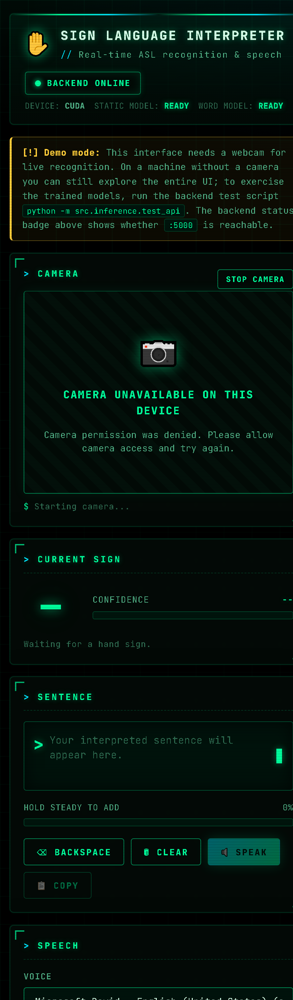 SIGN LANGUAGE INTERPRETER
// Real-time ASL recognition & speech
BACKEND ONLINE
DEVICE: CUDA STATIC MODEL: READY WORD MODEL: READY
[!] Demo mode: This interface needs a webcam for
live recognition. On a machine without a camera
you can still explore the entire UI; to exercise
the trained models, run the backend test script
python -m src.inference.test_api. The backend status
badge above shows whether :5000 is reachable.
> CAMERA
STOP CAMERA
CAMERA UNAVAILABLE ON THIS
DEVICE
Camera permission was denied. Please allow
camera access and try again.
$ Starting camera...
> CURRENT SIGN
—
CONFIDENCE --
Waiting for a hand sign.
> SENTENCE
> Your interpreted sentence will
appear here.
HOLD STEADY TO ADD 0%
⌫ BACKSPACE
CLEAR
SPEAK
COPY
> SPEECH
VOICE
Microsoft David - English (United States) (e